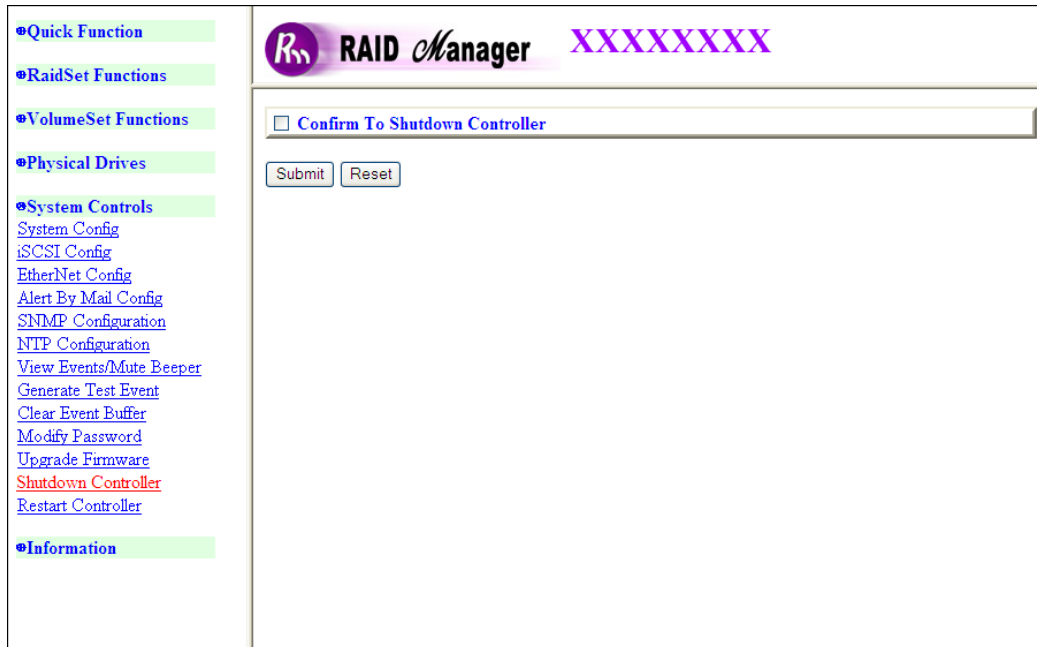 Quick Function
RaidSet Functions
VolumeSet Functions
Physical Drives
System Controls
System Config
iSCSI Config
EtherNet Config
Alert By Mail Config
SNMP Configuration
NTP Configuration
View Events/Mute Beeper
Generate Test Event
Clear Event Buffer
Modify Password
Upgrade Firmware
Shutdown Controller
Restart Controller
Information
Rm RAID Manager XXXXXXXX
Confirm To Shutdown Controller
Submit Reset